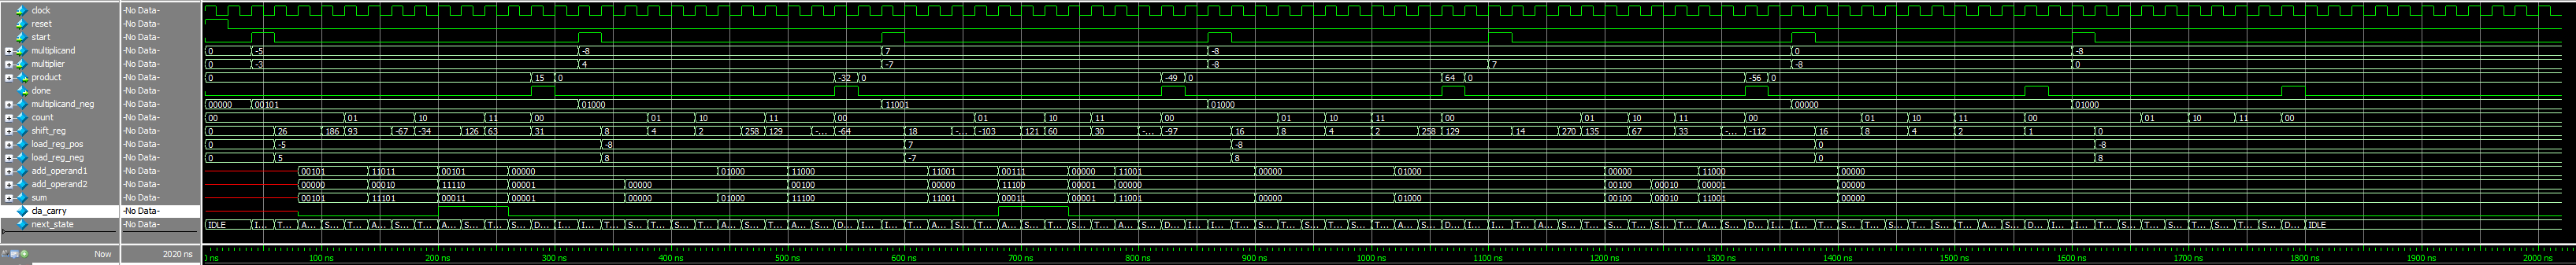 clock -No Data-
reset -No Data-
start -No Data-
multiplicand -No Data- 0 -5 -8 7 -8 0 -8
multiplier -No Data- 0 -3 4 -7 -8 7 -8 0
product -No Data- 0 15 0 -32 0 -49 0 64 0 -56 0
done -No Data-
multiplicand_neg -No Data- 00000 00101 01000 11001 01000 00000 01000
count -No Data- 00 01 10 11 00 01 10 11 00 01 10 11 00 01 10 11 00 01 10 11 00 01 10 11 00 01 10 11 00
shift_reg -No Data- 0 26 186 93 -67 -34 126 63 31 8 4 2 258 129 -... -64 18 -... -103 121 60 30 -... -97 16 8 4 2 258 129 14 270 135 67 33 -... -112 16 8 4 2 1 0
load_reg_pos -No Data- 0 -5 -8 7 -8 0 -8
load_reg_neg -No Data- 0 5 8 -7 8 0 8
add_operand1 -No Data- 00101 11011 00101 00000 01000 11000 11001 00111 00000 11001 00000 01000 00000 11000 00000
add_operand2 -No Data- 00000 00010 11110 00001 00000 00100 00000 11100 00001 00000 00100 00010 00001 00000
sum -No Data- 00101 11101 00011 00001 00000 01000 11100 11001 00011 00001 11001 00000 01000 00100 00010 11001 00000
cla_carry -No Data-
next_state -No Data- IDLE I... T... A... S... T... A... S... T... A... S... T... S... D... I... I... T... S... T... S... T... A... S... T... A... S... D... I... I... T... A... S... T... A... S... T... S... T... A... S... D... I... I... T... S... T... S... T... S... T... A... S... D... I... I... T... A... S... T... S... T... S... T... A... S... D... I... I... T... S... T... S... T... S... T... S... D... I... I... T... S... T... S... T... S... T... S... D... IDLE
Now 2020 ns ns 100 ns 200 ns 300 ns 400 ns 500 ns 600 ns 700 ns 800 ns 900 ns 1000 ns 1100 ns 1200 ns 1300 ns 1400 ns 1500 ns 1600 ns 1700 ns 1800 ns 1900 ns 2000 ns